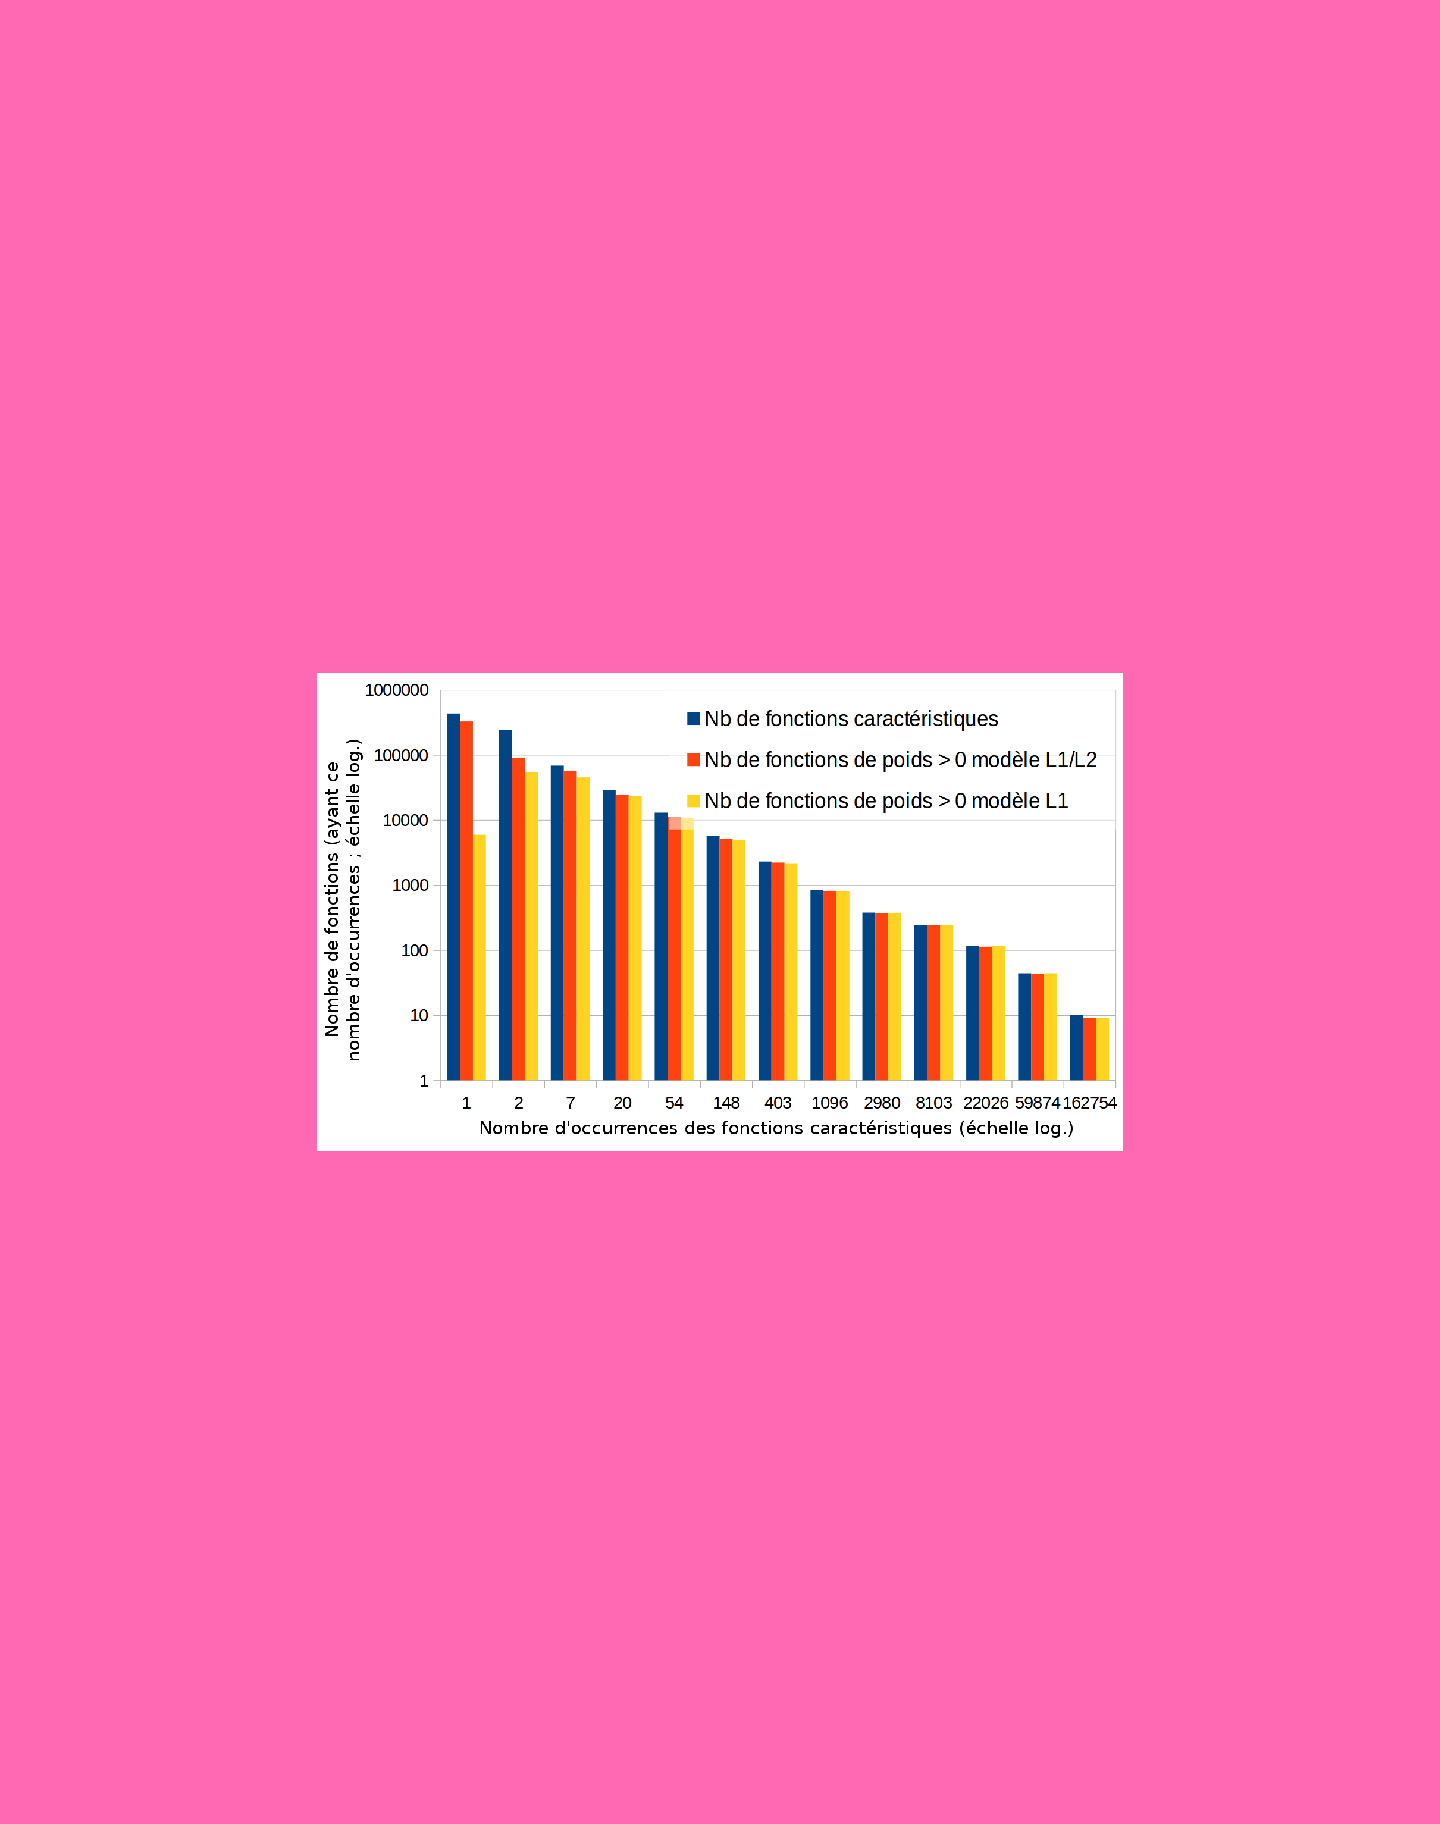 Nombre de fonctions (ayant ce
nombre d'occurrences ; échelle log.)
1000000
100000
10000
1000
100
10
1
Nb de fonctions caractéristiques
Nb de fonctions de poids > 0 modèle L1/L2
Nb de fonctions de poids > 0 modèle L1
1 2 7 20 54 148 403 1096 2980 8103 22026 59874 162754
Nombre d'occurrences des fonctions caractéristiques (échelle log.)